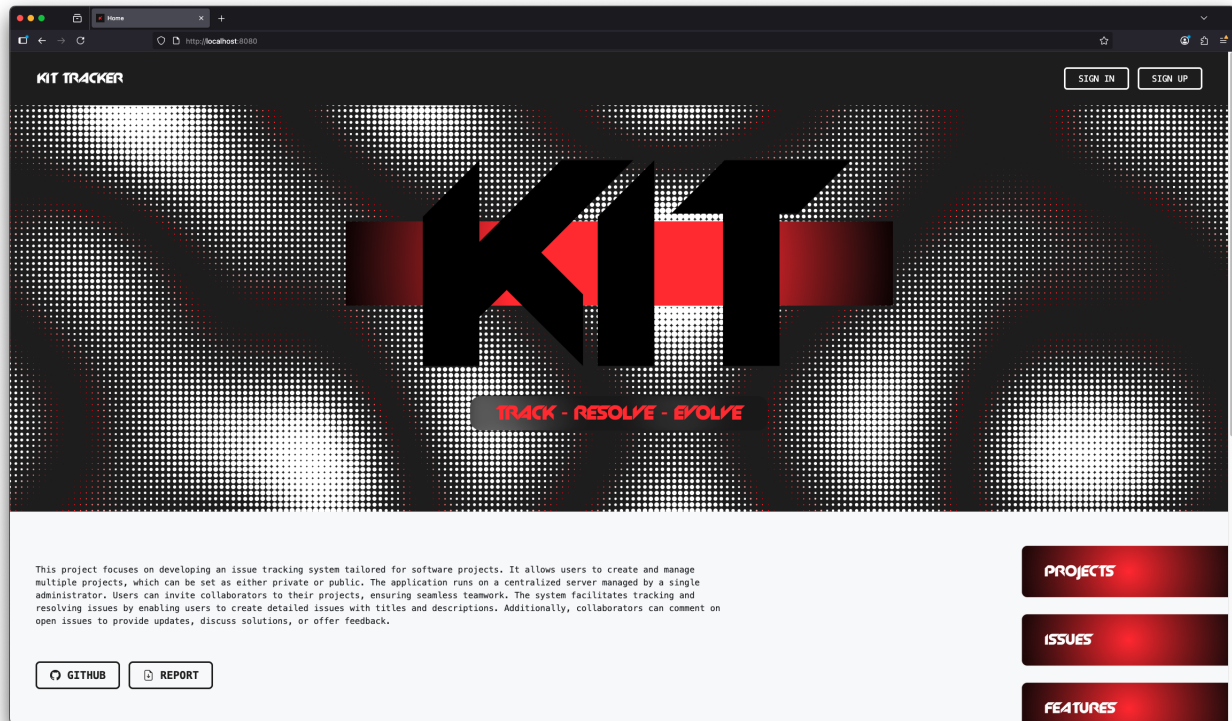 Home
http://localhost:8080
KIT TRACKER
SIGN IN
SIGN UP
KIT
TRACK - RESOLVE - EVOLVE
This project focuses on developing an issue tracking system tailored for software projects. It allows users to create and manage
multiple projects, which can be set as either private or public. The application runs on a centralized server managed by a single
administrator. Users can invite collaborators to their projects, ensuring seamless teamwork. The system facilitates tracking and
resolving issues by enabling users to create detailed issues with titles and descriptions. Additionally, collaborators can comment on
open issues to provide updates, discuss solutions, or offer feedback.
GITHUB
REPORT
PROJECTS
ISSUES
FEATURES